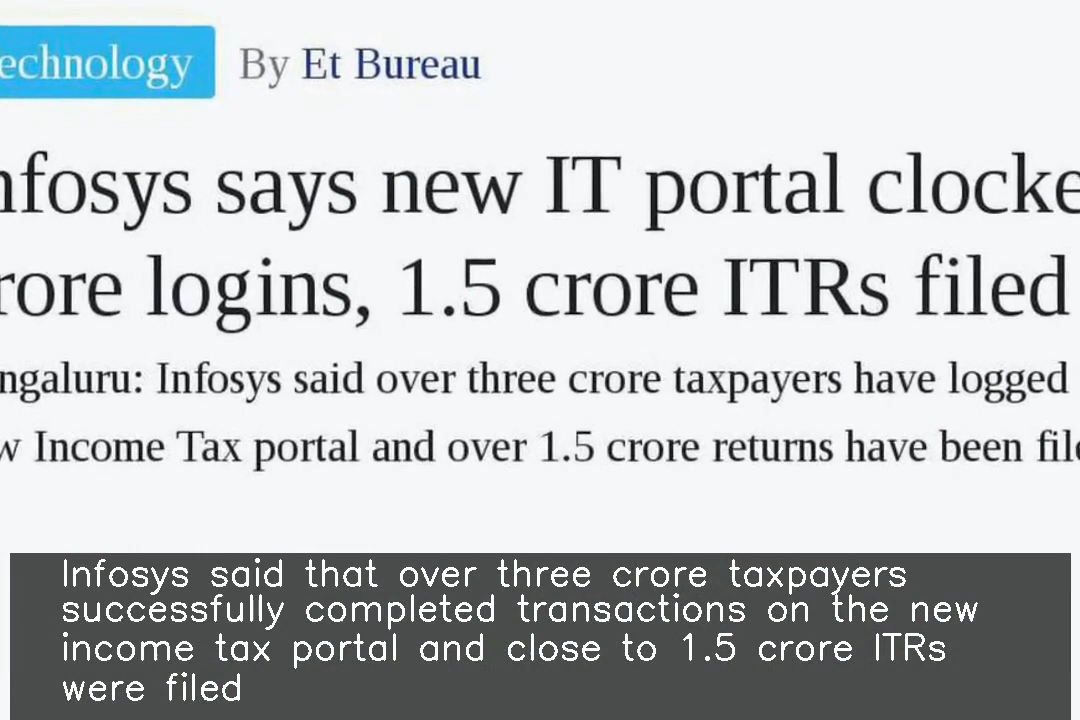 echnology By Et Bureau
nfosys says new IT portal clocke
rore logins, 1.5 crore ITRs filed
ngaluru: Infosys said over three crore taxpayers have logged
w Income Tax portal and over 1.5 crore returns have been file
Infosys said that over three crore taxpayers
successfully completed transactions on the new
income tax portal and close to 1.5 crore ITRs
were filed